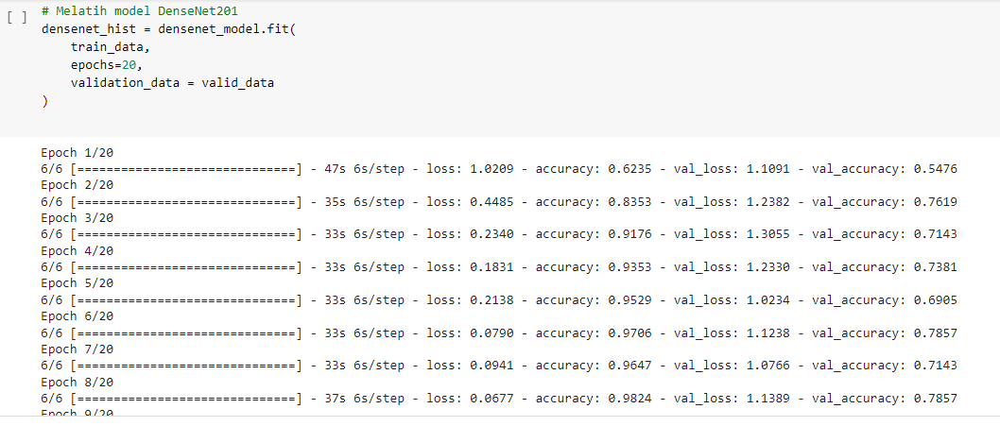 [ ] # Melatih model DenseNet201
densenet_hist = densenet_model.fit(
    train_data,
    epochs=20,
    validation_data = valid_data
)
Epoch 1/20
6/6 [==============================] - 47s 6s/step - loss: 1.0209 - accuracy: 0.6235 - val_loss: 1.1091 - val_accuracy: 0.5476
Epoch 2/20
6/6 [==============================] - 35s 6s/step - loss: 0.4485 - accuracy: 0.8353 - val_loss: 1.2382 - val_accuracy: 0.7619
Epoch 3/20
6/6 [==============================] - 33s 6s/step - loss: 0.2340 - accuracy: 0.9176 - val_loss: 1.3055 - val_accuracy: 0.7143
Epoch 4/20
6/6 [==============================] - 33s 6s/step - loss: 0.1831 - accuracy: 0.9353 - val_loss: 1.2330 - val_accuracy: 0.7381
Epoch 5/20
6/6 [==============================] - 33s 6s/step - loss: 0.2138 - accuracy: 0.9529 - val_loss: 1.0234 - val_accuracy: 0.6905
Epoch 6/20
6/6 [==============================] - 33s 6s/step - loss: 0.0790 - accuracy: 0.9706 - val_loss: 1.1238 - val_accuracy: 0.7857
Epoch 7/20
6/6 [==============================] - 33s 6s/step - loss: 0.0941 - accuracy: 0.9647 - val_loss: 1.0766 - val_accuracy: 0.7143
Epoch 8/20
6/6 [==============================] - 37s 6s/step - loss: 0.0677 - accuracy: 0.9824 - val_loss: 1.1389 - val_accuracy: 0.7857
Epoch 9/20